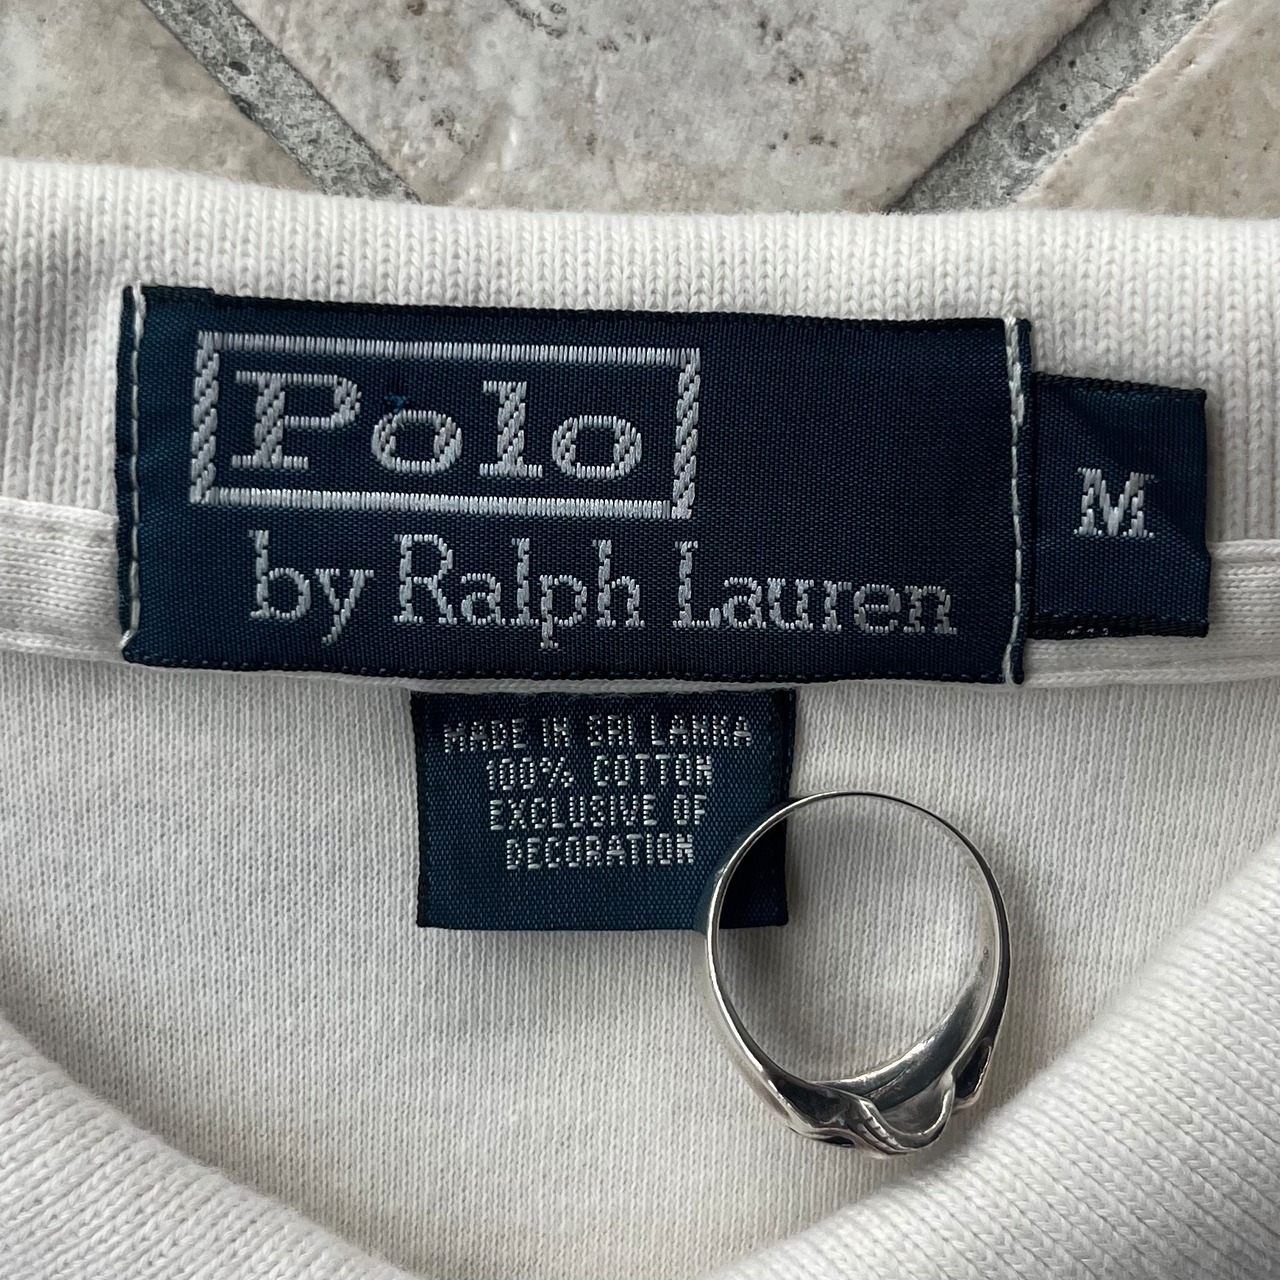 Polo
by Ralph Lauren
M
MADE IN SRI LANKA
100% COTTON
EXCLUSIVE OF
DECORATION